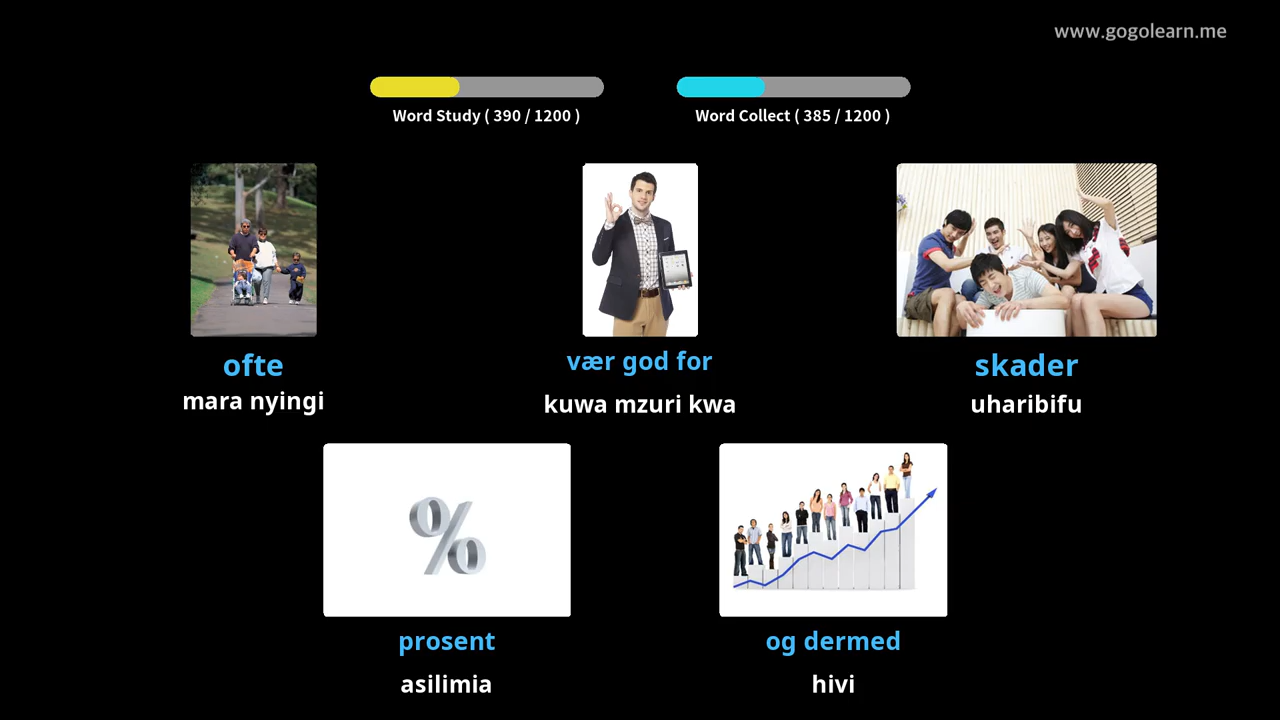 www.gogolearn.me
Word Study ( 390 / 1200 )
Word Collect ( 385 / 1200 )
ofte
mara nyingi
vær god for
kuwa mzuri kwa
skader
uharibifu
prosent
asilimia
og dermed
hivi
%